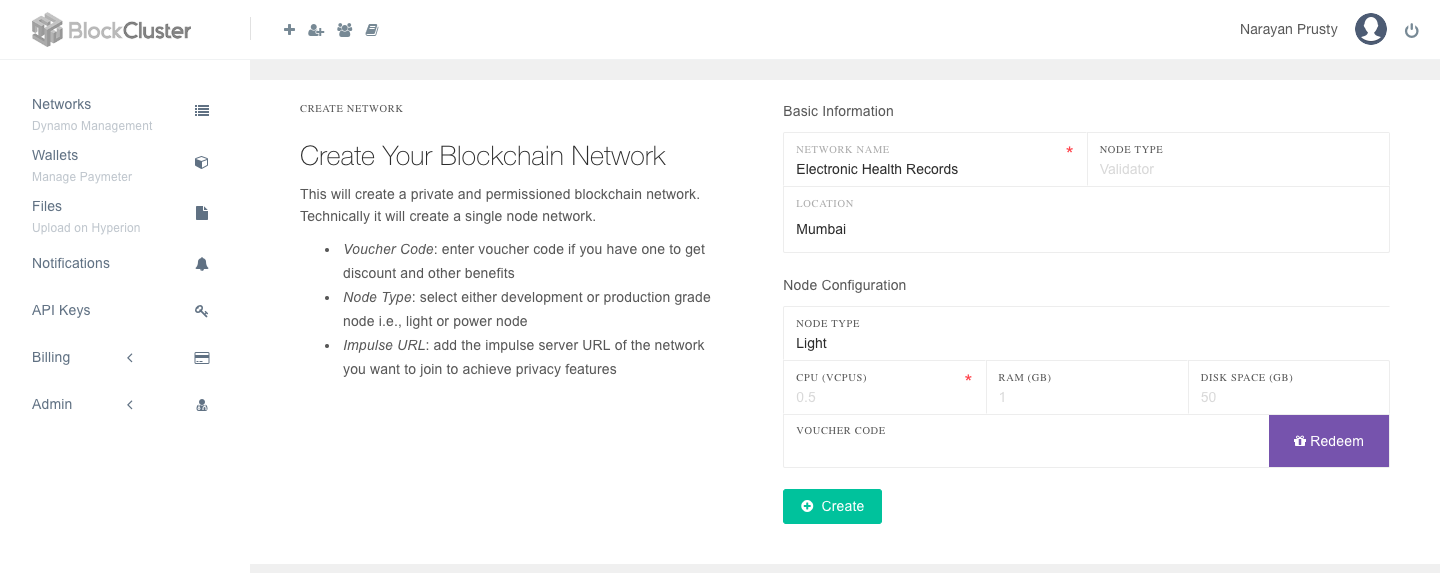 BlockCluster
Narayan Prusty
Networks
Dynamo Management
Wallets
Manage Paymeter
Files
Upload on Hyperion
Notifications
API Keys
Billing
Admin
CREATE NETWORK
Create Your Blockchain Network
This will create a private and permissioned blockchain network.
Technically it will create a single node network.
• Voucher Code: enter voucher code if you have one to get
discount and other benefits
• Node Type: select either development or production grade
node i.e., light or power node
• Impulse URL: add the impulse server URL of the network
you want to join to achieve privacy features
Basic Information
NETWORK NAME *
Electronic Health Records
NODE TYPE
Validator
LOCATION
Mumbai
Node Configuration
NODE TYPE
Light
CPU (VCPUS) *
0.5
RAM (GB)
1
DISK SPACE (GB)
50
VOUCHER CODE
Redeem
Create